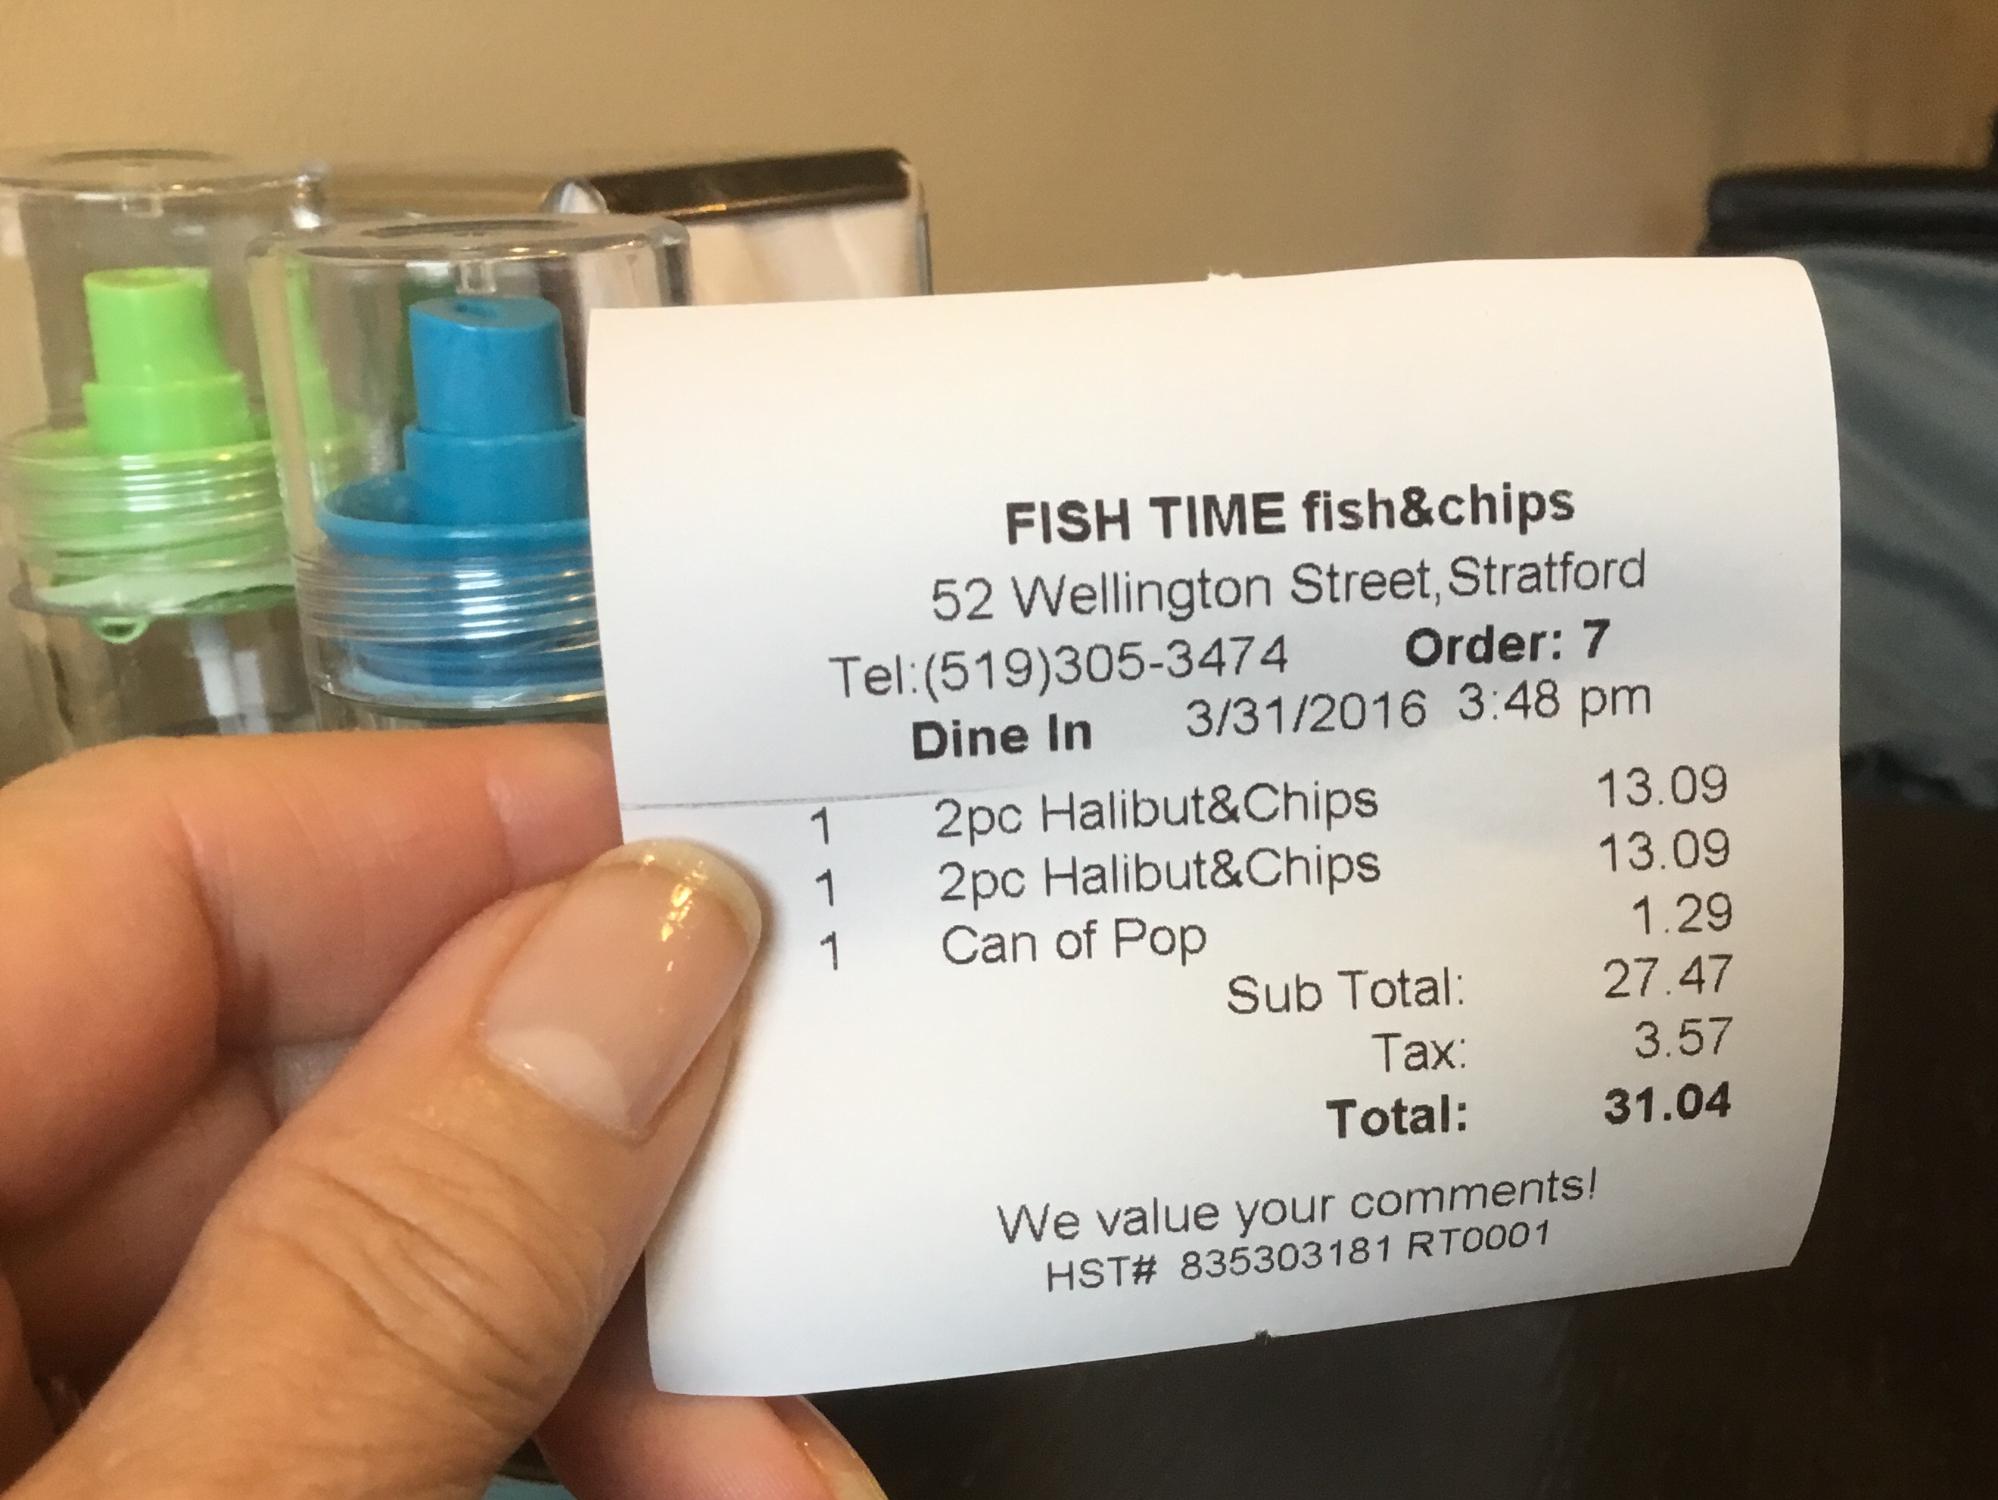 FISH TIME fish&chips
52 Wellington Street,Stratford
Tel:(519)305-3474 Order: 7
Dine In 3/31/2016 3:48 pm
1 2pc Halibut&Chips 13.09
1 2pc Halibut&Chips 13.09
1 Can of Pop 1.29
Sub Total: 27.47
Tax: 3.57
Total: 31.04
We value your comments!
HST# 835303181 RT0001